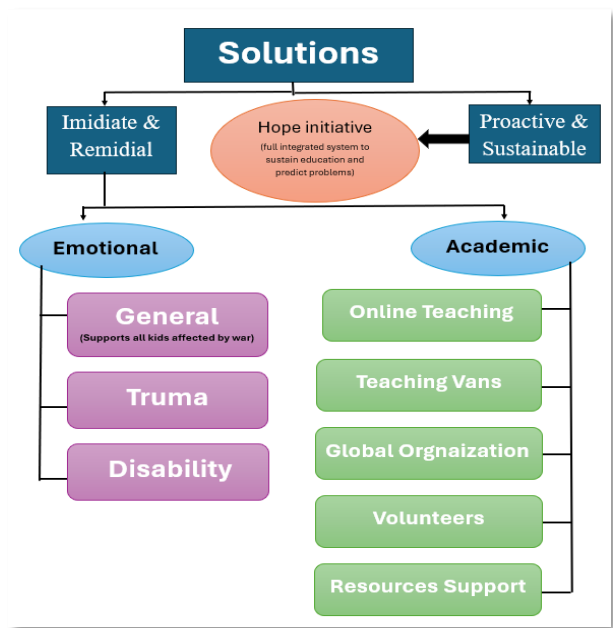 Solutions
Imidiate &
Remidial
Hope initiative
(full integrated system to
sustain education and
predict problems)
Proactive &
Sustainable
Emotional
Academic
General
(Supports all kids affected by war)
Truma
Disability
Online Teaching
Teaching Vans
Global Orgnaization
Volunteers
Resources Support